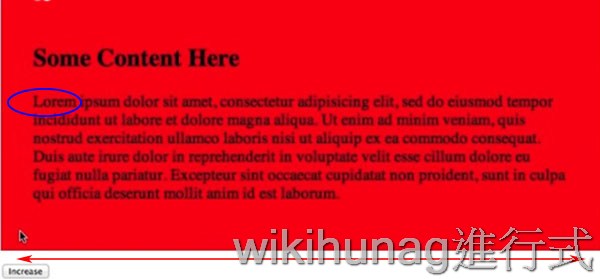 Some Content Here
Lorem ipsum dolor sit amet, consectetur adipisicing elit, sed do eiusmod tempor
incididunt ut labore et dolore magna aliqua. Ut enim ad minim veniam, quis
nostrud exercitation ullamco laboris nisi ut aliquip ex ea commodo consequat.
Duis aute irure dolor in reprehenderit in voluptate velit esse cillum dolore eu
fugiat nulla pariatur. Excepteur sint occaecat cupidatat non proident, sunt in culpa
qui officia deserunt mollit anim id est laborum.
wikihunag進行式
Increase